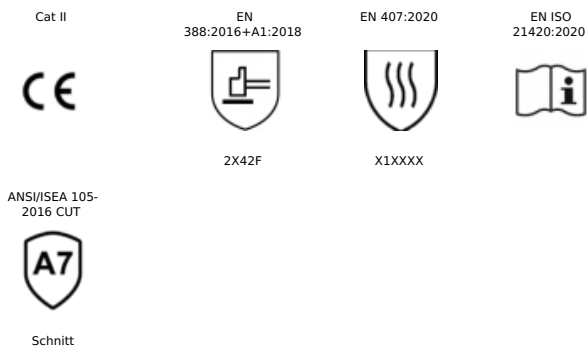 Cat II
EN
388:2016+A1:2018
EN 407:2020
EN ISO
21420:2020
CE
i
2X42F
X1XXXX
ANSI/ISEA 105-
2016 CUT
A7
Schnitt